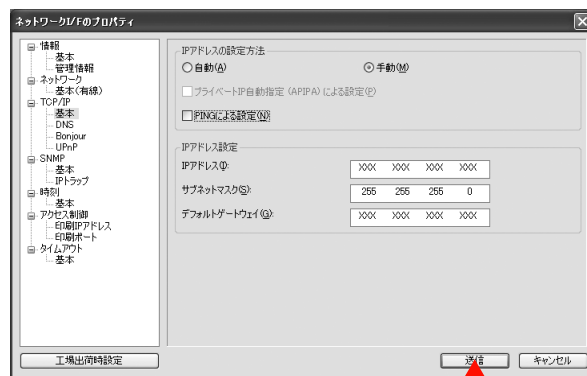 ネットワークI/Fのプロパティ
情報
基本
管理情報
ネットワーク
基本(有線)
TCP/IP
基本
DNS
Bonjour
UPnP
SNMP
基本
IPトラップ
時刻
基本
アクセス制御
印刷IPアドレス
印刷ポート
タイムアウト
基本
工場出荷時設定
IPアドレスの設定方法
自動(A) 手動(M)
プライベートIP自動指定 (APIPA) による設定(P)
PINGによる設定(N)
IPアドレス設定
IPアドレス(I): XXX XXX XXX XXX
サブネットマスク(S): 255 255 255 0
デフォルトゲートウェイ(G): XXX XXX XXX XXX
送信 キャンセル